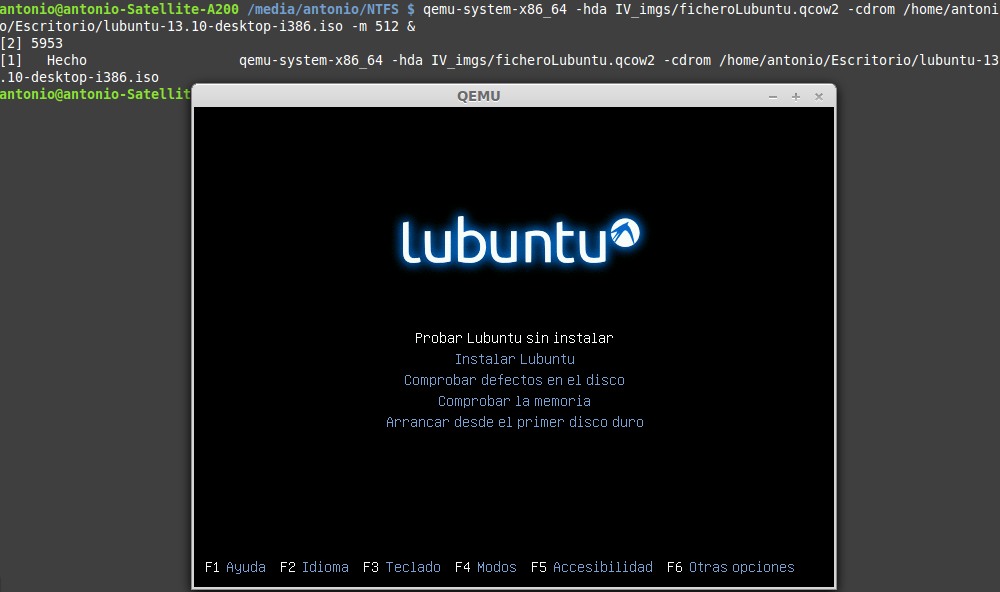 antonio@antonio-Satellite-A200 /media/antonio/NTFS $ qemu-system-x86_64 -hda IV_imgs/ficheroLubuntu.qcow2 -cdrom /home/antoni
o/Escritorio/lubuntu-13.10-desktop-i386.iso -m 512 &
[2] 5953
[1]   Hecho                   qemu-system-x86_64 -hda IV_imgs/ficheroLubuntu.qcow2 -cdrom /home/antonio/Escritorio/lubuntu-13
.10-desktop-i386.iso
antonio@antonio-Satellit
QEMU
lubuntu
Probar Lubuntu sin instalar
Instalar Lubuntu
Comprobar defectos en el disco
Comprobar la memoria
Arrancar desde el primer disco duro
F1 Ayuda F2 Idioma F3 Teclado F4 Modos F5 Accesibilidad F6 Otras opciones